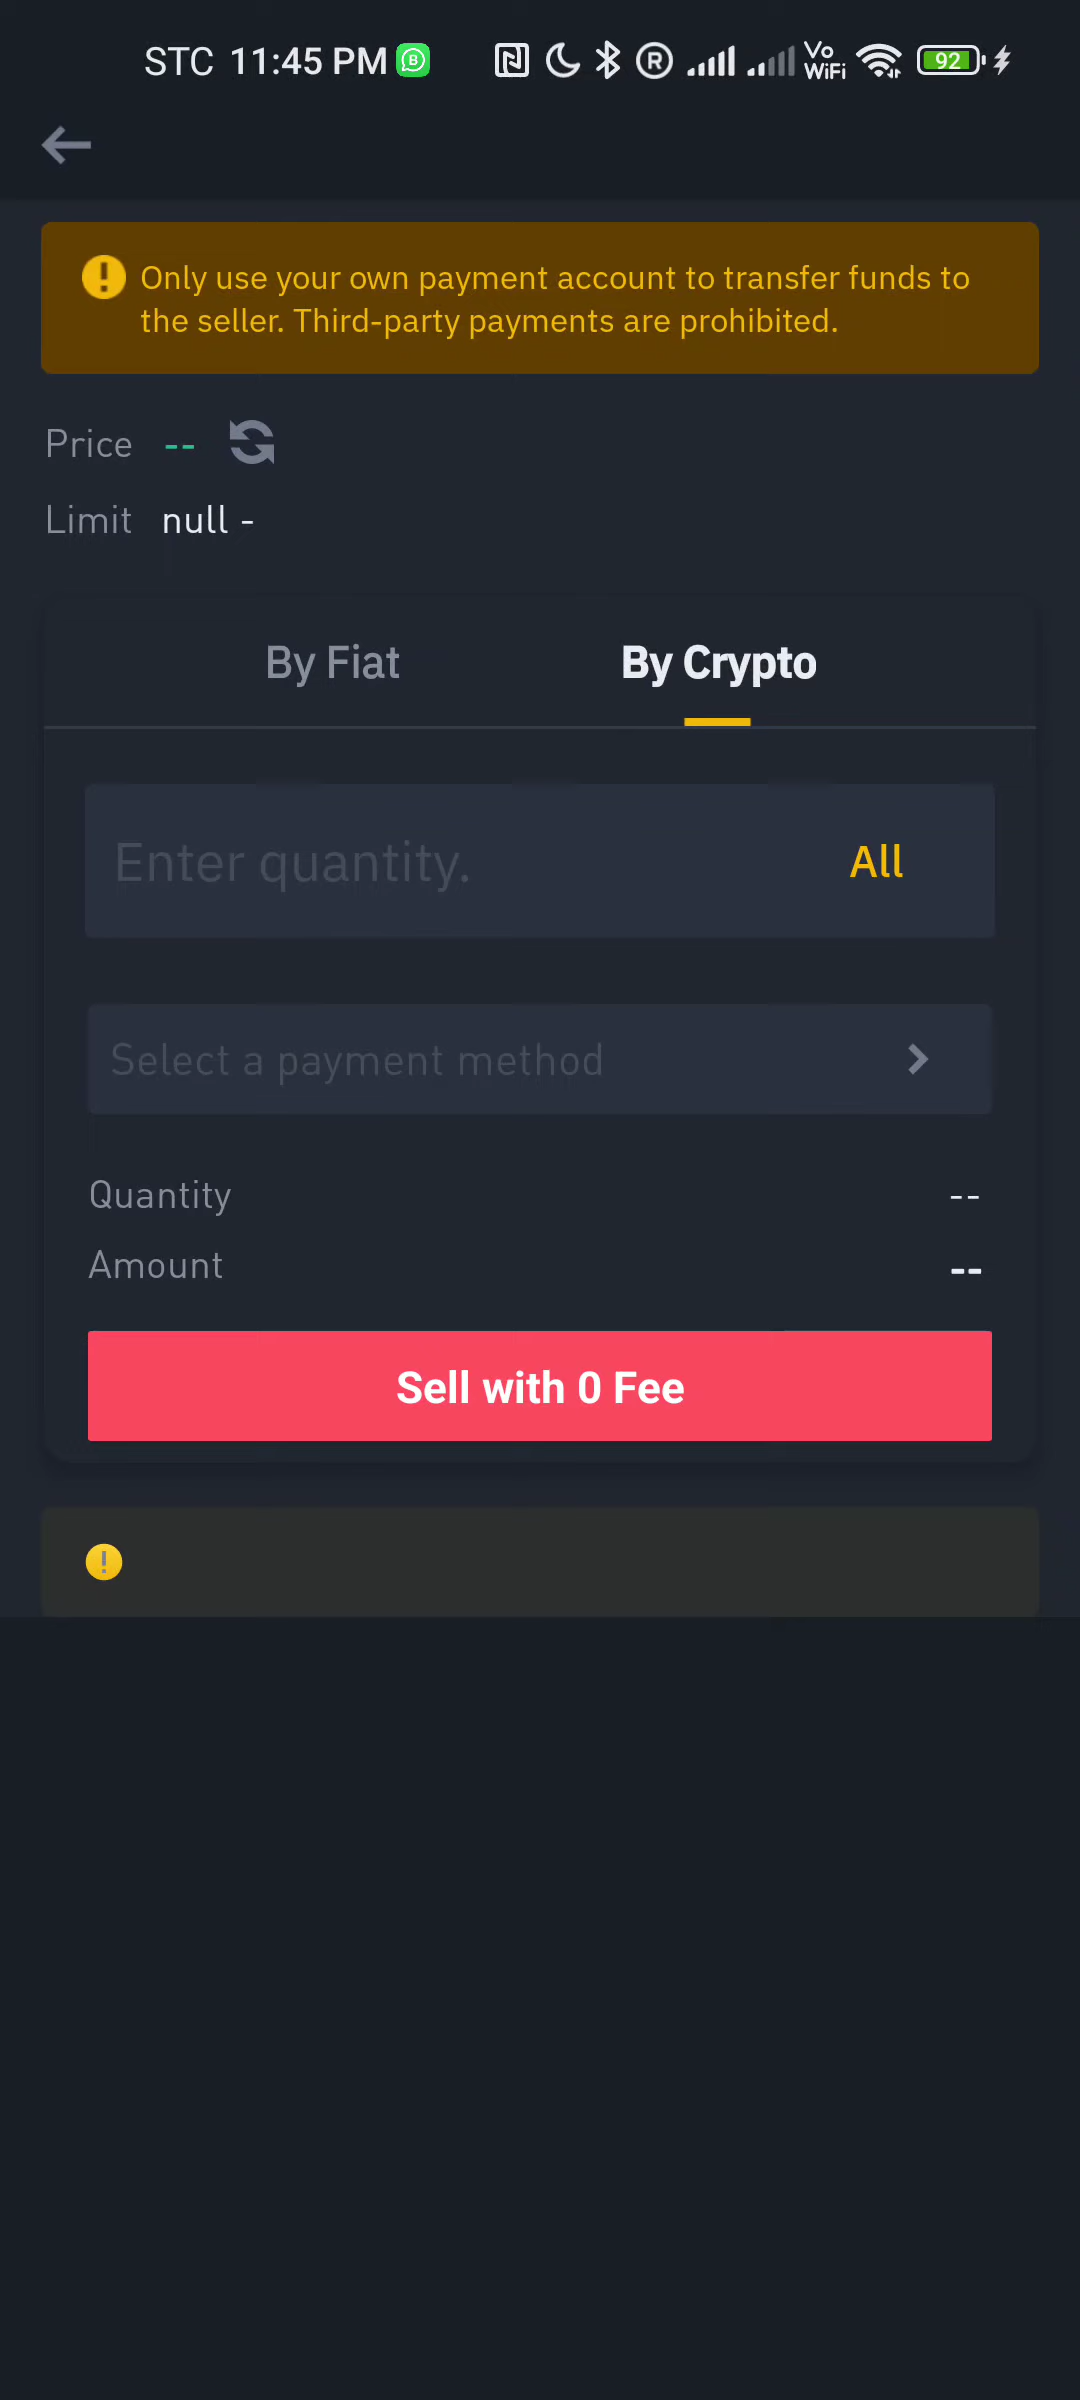 STC 11:45 PM B R Vo WiFi 92
Only use your own payment account to transfer funds to
the seller. Third-party payments are prohibited.
Price --
Limit null -
By Fiat By Crypto
Enter quantity. All
Select a payment method
Quantity --
Amount --
Sell with 0 Fee